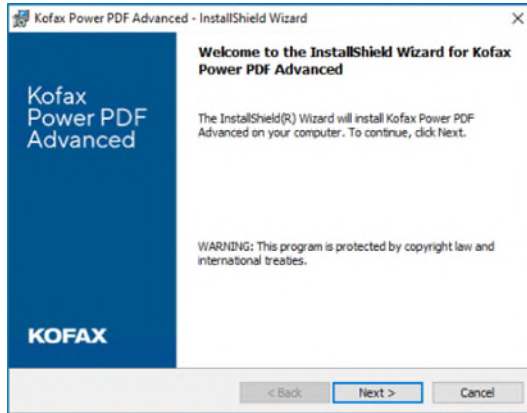 Kofax Power PDF Advanced - InstallShield Wizard
Welcome to the InstallShield Wizard for Kofax
Power PDF Advanced
Kofax
Power PDF
Advanced
The InstallShield(R) Wizard will install Kofax Power PDF
Advanced on your computer. To continue, click Next.
WARNING: This program is protected by copyright law and
international treaties.
KOFAX
< Back
Next >
Cancel